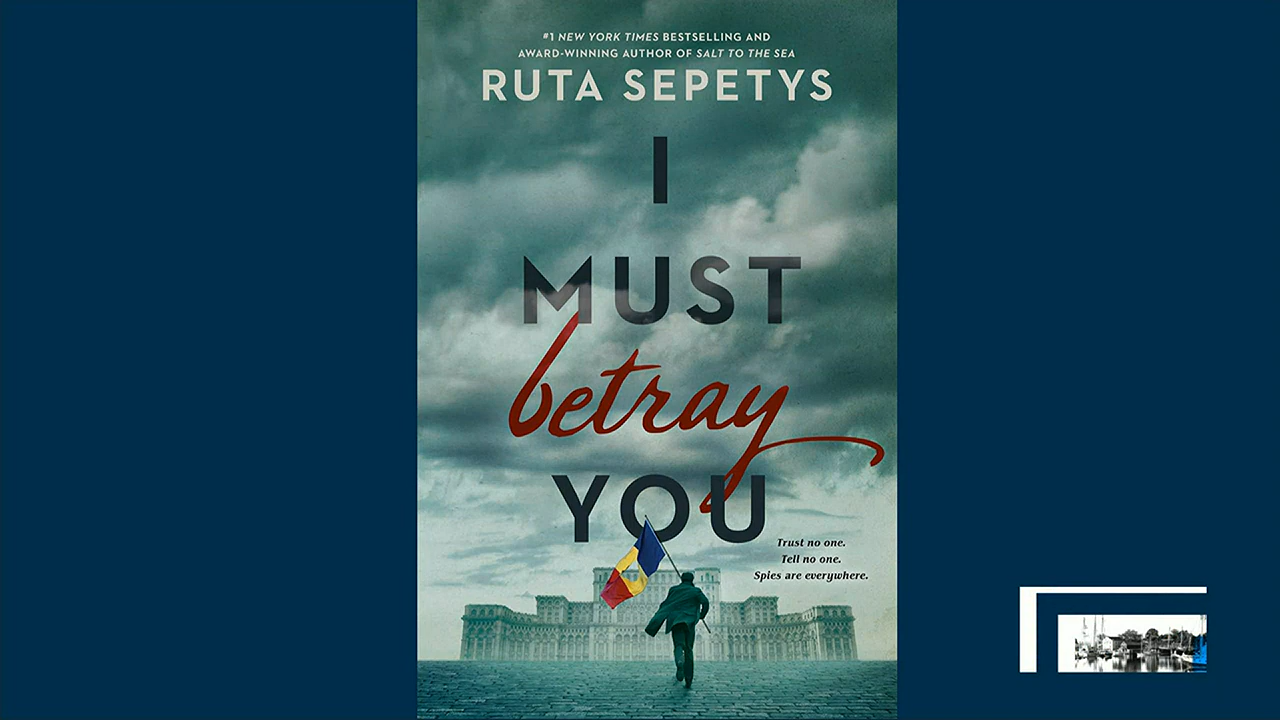 #1 NEW YORK TIMES BESTSELLING AND
AWARD-WINNING AUTHOR OF SALT TO THE SEA
RUTA SEPETYS
I
MUST
betray
YOU
Trust no one.
Tell no one.
Spies are everywhere.